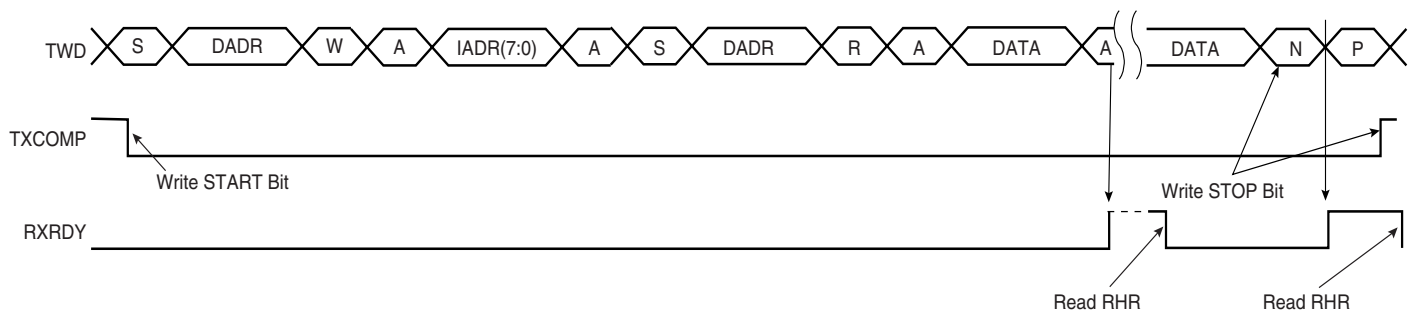 TWD S DADR W A IADR(7:0) A S DADR R A DATA A DATA N P
TXCOMP
Write START Bit
Write STOP Bit
RXRDY
Read RHR
Read RHR